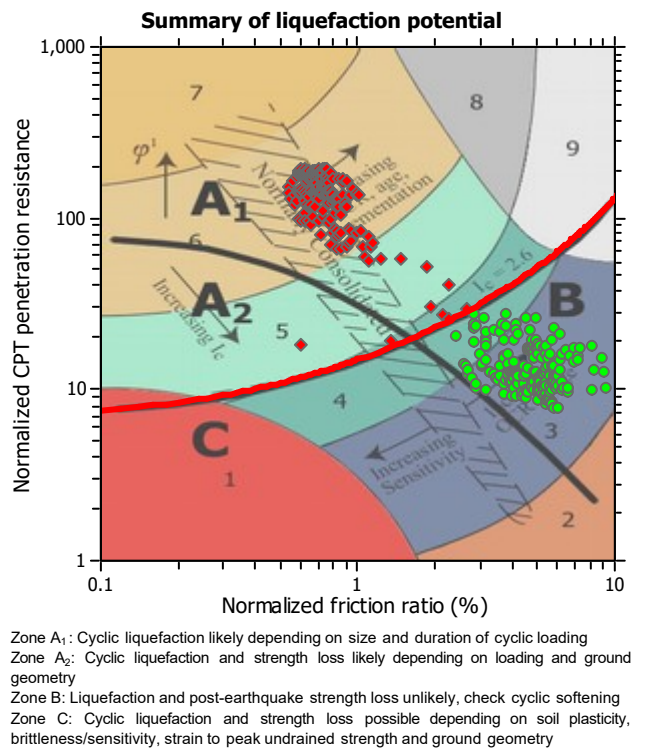 Summary of liquefaction potential
1,000
100
10
1
Normalized CPT penetration resistance
0.1
1
10
Normalized friction ratio (%)
7
8
9
φ'
A1
6
A2
Increasing Ic
5
Normally Consolidated
age,
cementation
Ic = 2.6
B
4
3
C
1
Increasing
Sensitivity
2
Zone A1: Cyclic liquefaction likely depending on size and duration of cyclic loading
Zone A2: Cyclic liquefaction and strength loss likely depending on loading and ground
geometry
Zone B: Liquefaction and post-earthquake strength loss unlikely, check cyclic softening
Zone C: Cyclic liquefaction and strength loss possible depending on soil plasticity,
brittleness/sensitivity, strain to peak undrained strength and ground geometry